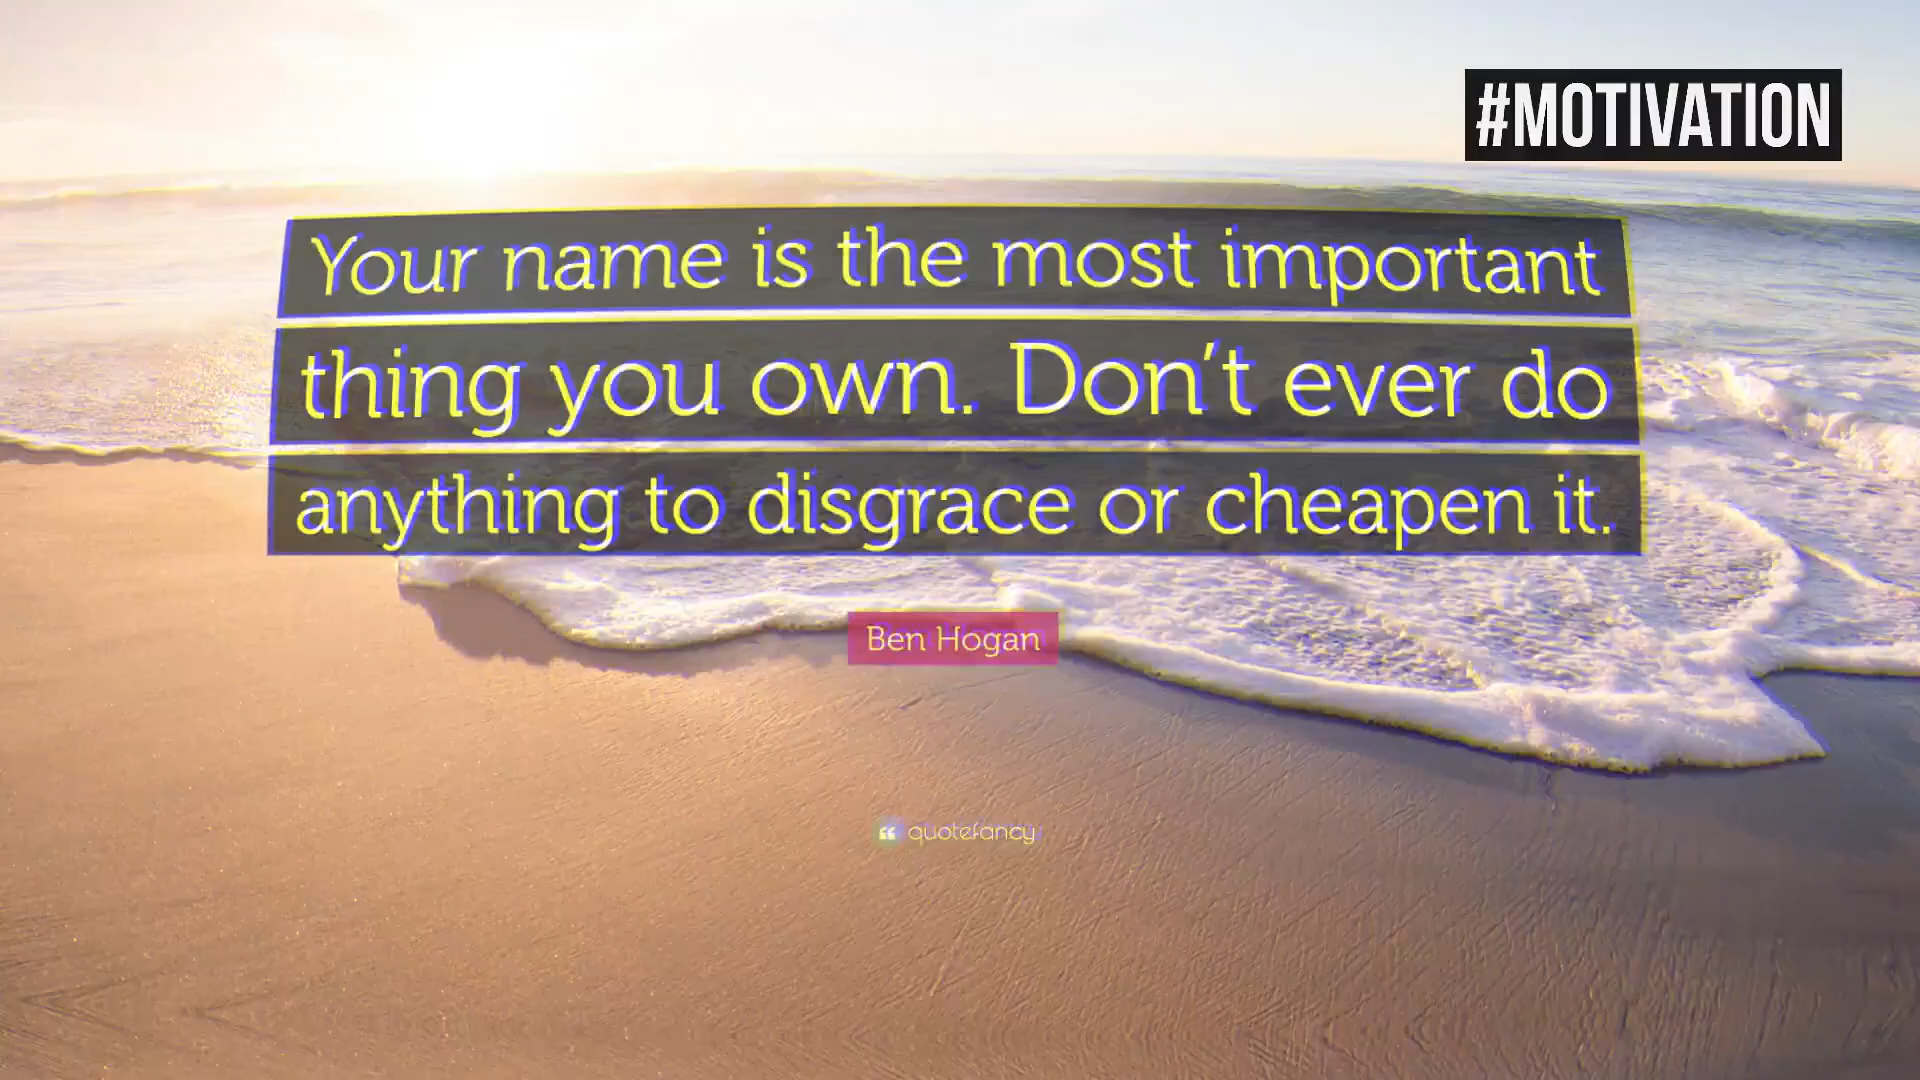 #MOTIVATION
Your name is the most important
thing you own. Don't ever do
anything to disgrace or cheapen it.
Ben Hogan
“ quotefancy